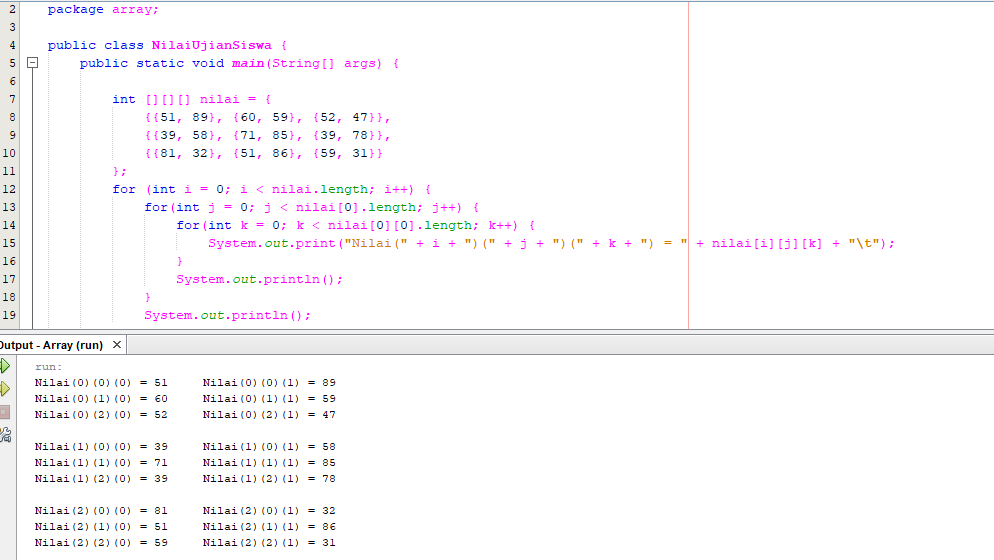 2 package array;
3
4 public class NilaiUjianSiswa {
5 public static void main(String[] args) {
6
7 int [][][] nilai = {
8 {{51, 89}, {60, 59}, {52, 47}},
9 {{39, 58}, {71, 85}, {39, 78}},
10 {{81, 32}, {51, 86}, {59, 31}}
11 };
12 for (int i = 0; i < nilai.length; i++) {
13 for(int j = 0; j < nilai[0].length; j++) {
14 for(int k = 0; k < nilai[0][0].length; k++) {
15 System.out.print("Nilai(" + i + ")(" + j + ")(" + k + ") = " + nilai[i][j][k] + "\t");
16 }
17 System.out.println();
18 }
19 System.out.println();
Output - Array (run) ×
run:
Nilai(0)(0)(0) = 51 Nilai(0)(0)(1) = 89
Nilai(0)(1)(0) = 60 Nilai(0)(1)(1) = 59
Nilai(0)(2)(0) = 52 Nilai(0)(2)(1) = 47
Nilai(1)(0)(0) = 39 Nilai(1)(0)(1) = 58
Nilai(1)(1)(0) = 71 Nilai(1)(1)(1) = 85
Nilai(1)(2)(0) = 39 Nilai(1)(2)(1) = 78
Nilai(2)(0)(0) = 81 Nilai(2)(0)(1) = 32
Nilai(2)(1)(0) = 51 Nilai(2)(1)(1) = 86
Nilai(2)(2)(0) = 59 Nilai(2)(2)(1) = 31